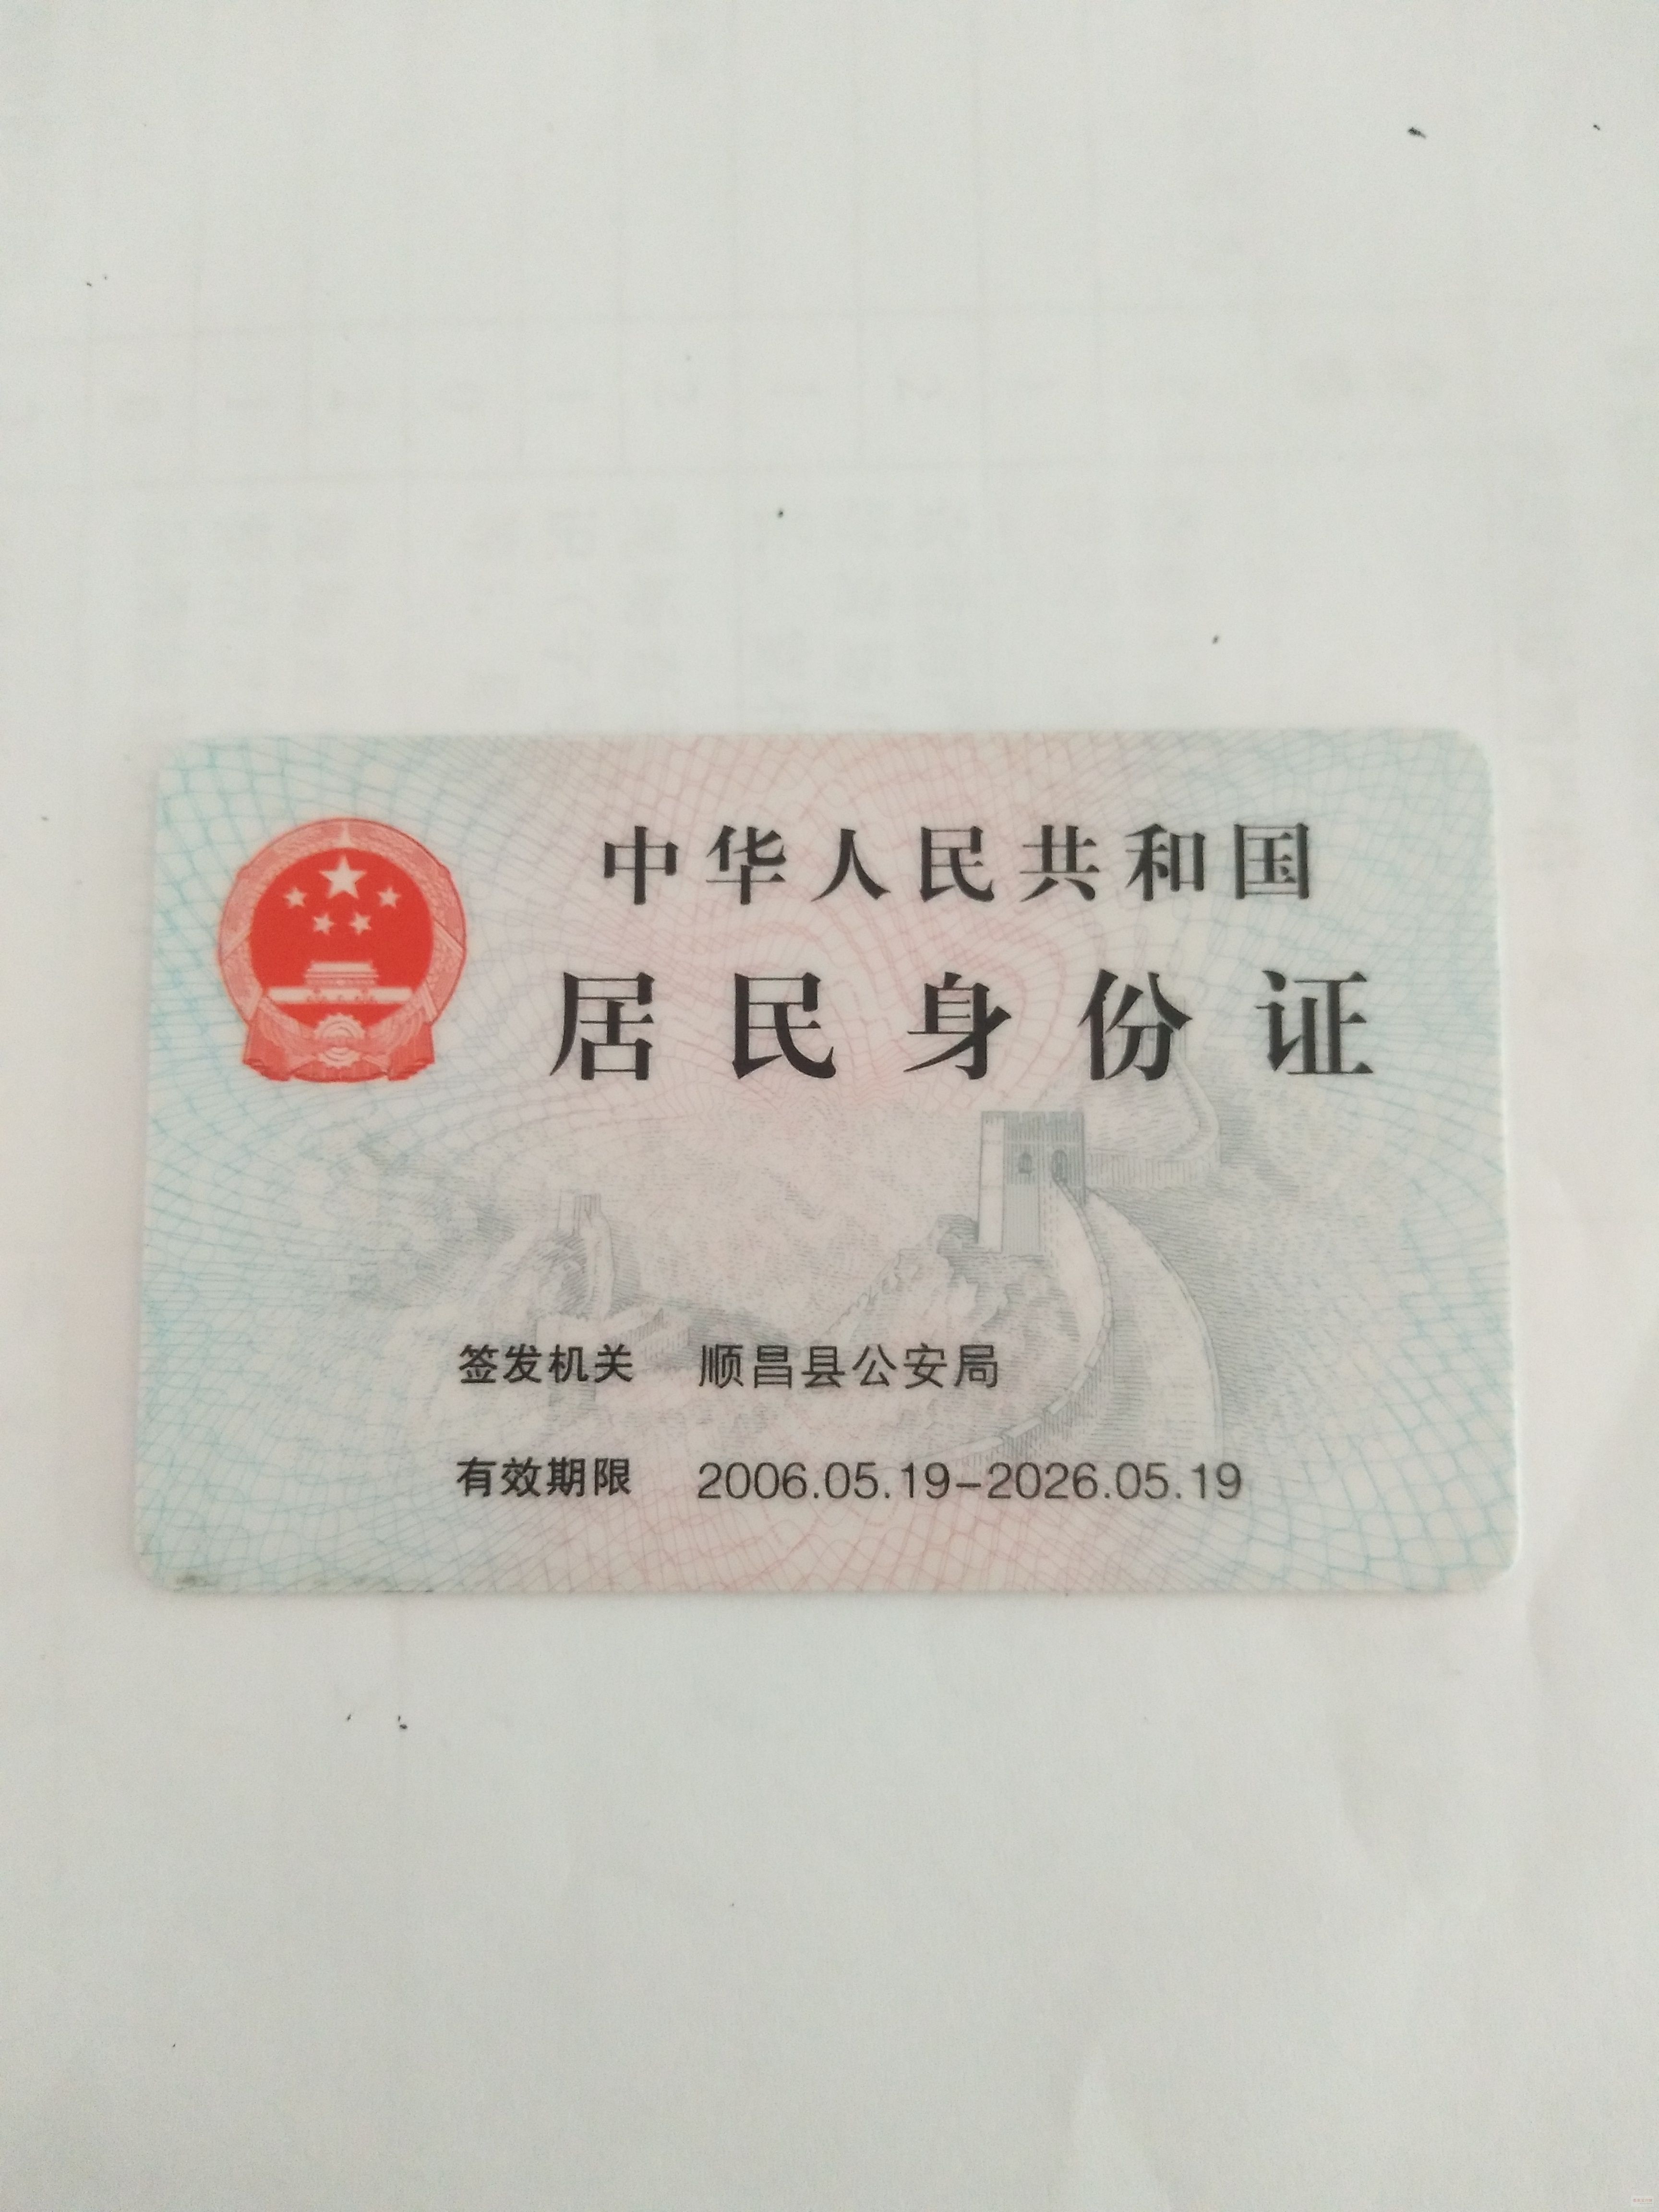 中华人民共和国
居民身份证
签发机关 顺昌县公安局
有效期限 2006.05.19-2026.05.19